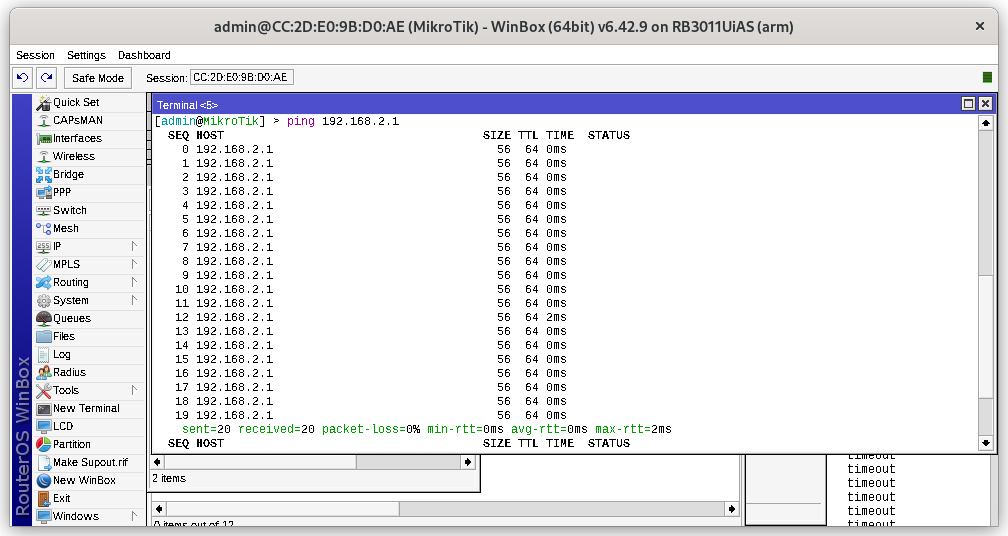 admin@CC:2D:E0:9B:D0:AE (MikroTik) - WinBox (64bit) v6.42.9 on RB3011UiAS (arm)
Session Settings Dashboard
Safe Mode Session: CC:2D:E0:9B:D0:AE
RouterOS WinBox
Quick Set
CAPsMAN
Interfaces
Wireless
Bridge
PPP
Switch
Mesh
IP
MPLS
Routing
System
Queues
Files
Log
Radius
Tools
New Terminal
LCD
Partition
Make Supout.rif
New WinBox
Exit
Windows
Terminal <5>
[admin@MikroTik] > ping 192.168.2.1
SEQ HOST SIZE TTL TIME STATUS
0 192.168.2.1 56 64 0ms
1 192.168.2.1 56 64 0ms
2 192.168.2.1 56 64 0ms
3 192.168.2.1 56 64 0ms
4 192.168.2.1 56 64 0ms
5 192.168.2.1 56 64 0ms
6 192.168.2.1 56 64 0ms
7 192.168.2.1 56 64 0ms
8 192.168.2.1 56 64 0ms
9 192.168.2.1 56 64 0ms
10 192.168.2.1 56 64 0ms
11 192.168.2.1 56 64 0ms
12 192.168.2.1 56 64 2ms
13 192.168.2.1 56 64 0ms
14 192.168.2.1 56 64 0ms
15 192.168.2.1 56 64 0ms
16 192.168.2.1 56 64 0ms
17 192.168.2.1 56 64 0ms
18 192.168.2.1 56 64 0ms
19 192.168.2.1 56 64 0ms
sent=20 received=20 packet-loss=0% min-rtt=0ms avg-rtt=0ms max-rtt=2ms
SEQ HOST SIZE TTL TIME STATUS
2 items
0 items out of 12
timeout
timeout
timeout
timeout
timeout
timeout